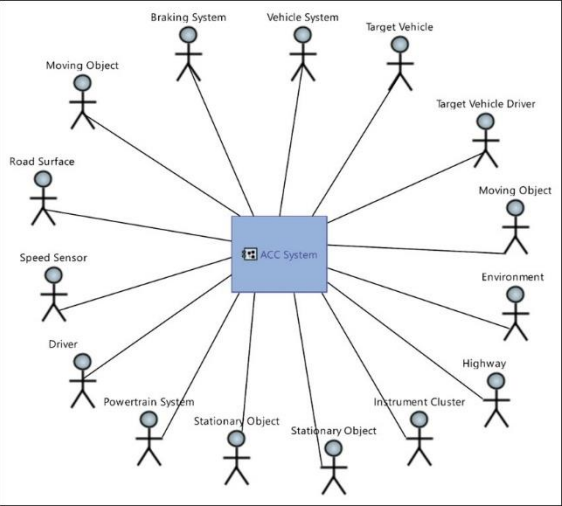 Braking System
Vehicle System
Target Vehicle
Moving Object
Target Vehicle Driver
Road Surface
Moving Object
Speed Sensor
ACC System
Environment
Driver
Highway
Powertrain System
Instrument Cluster
Stationary Object
Stationary Object